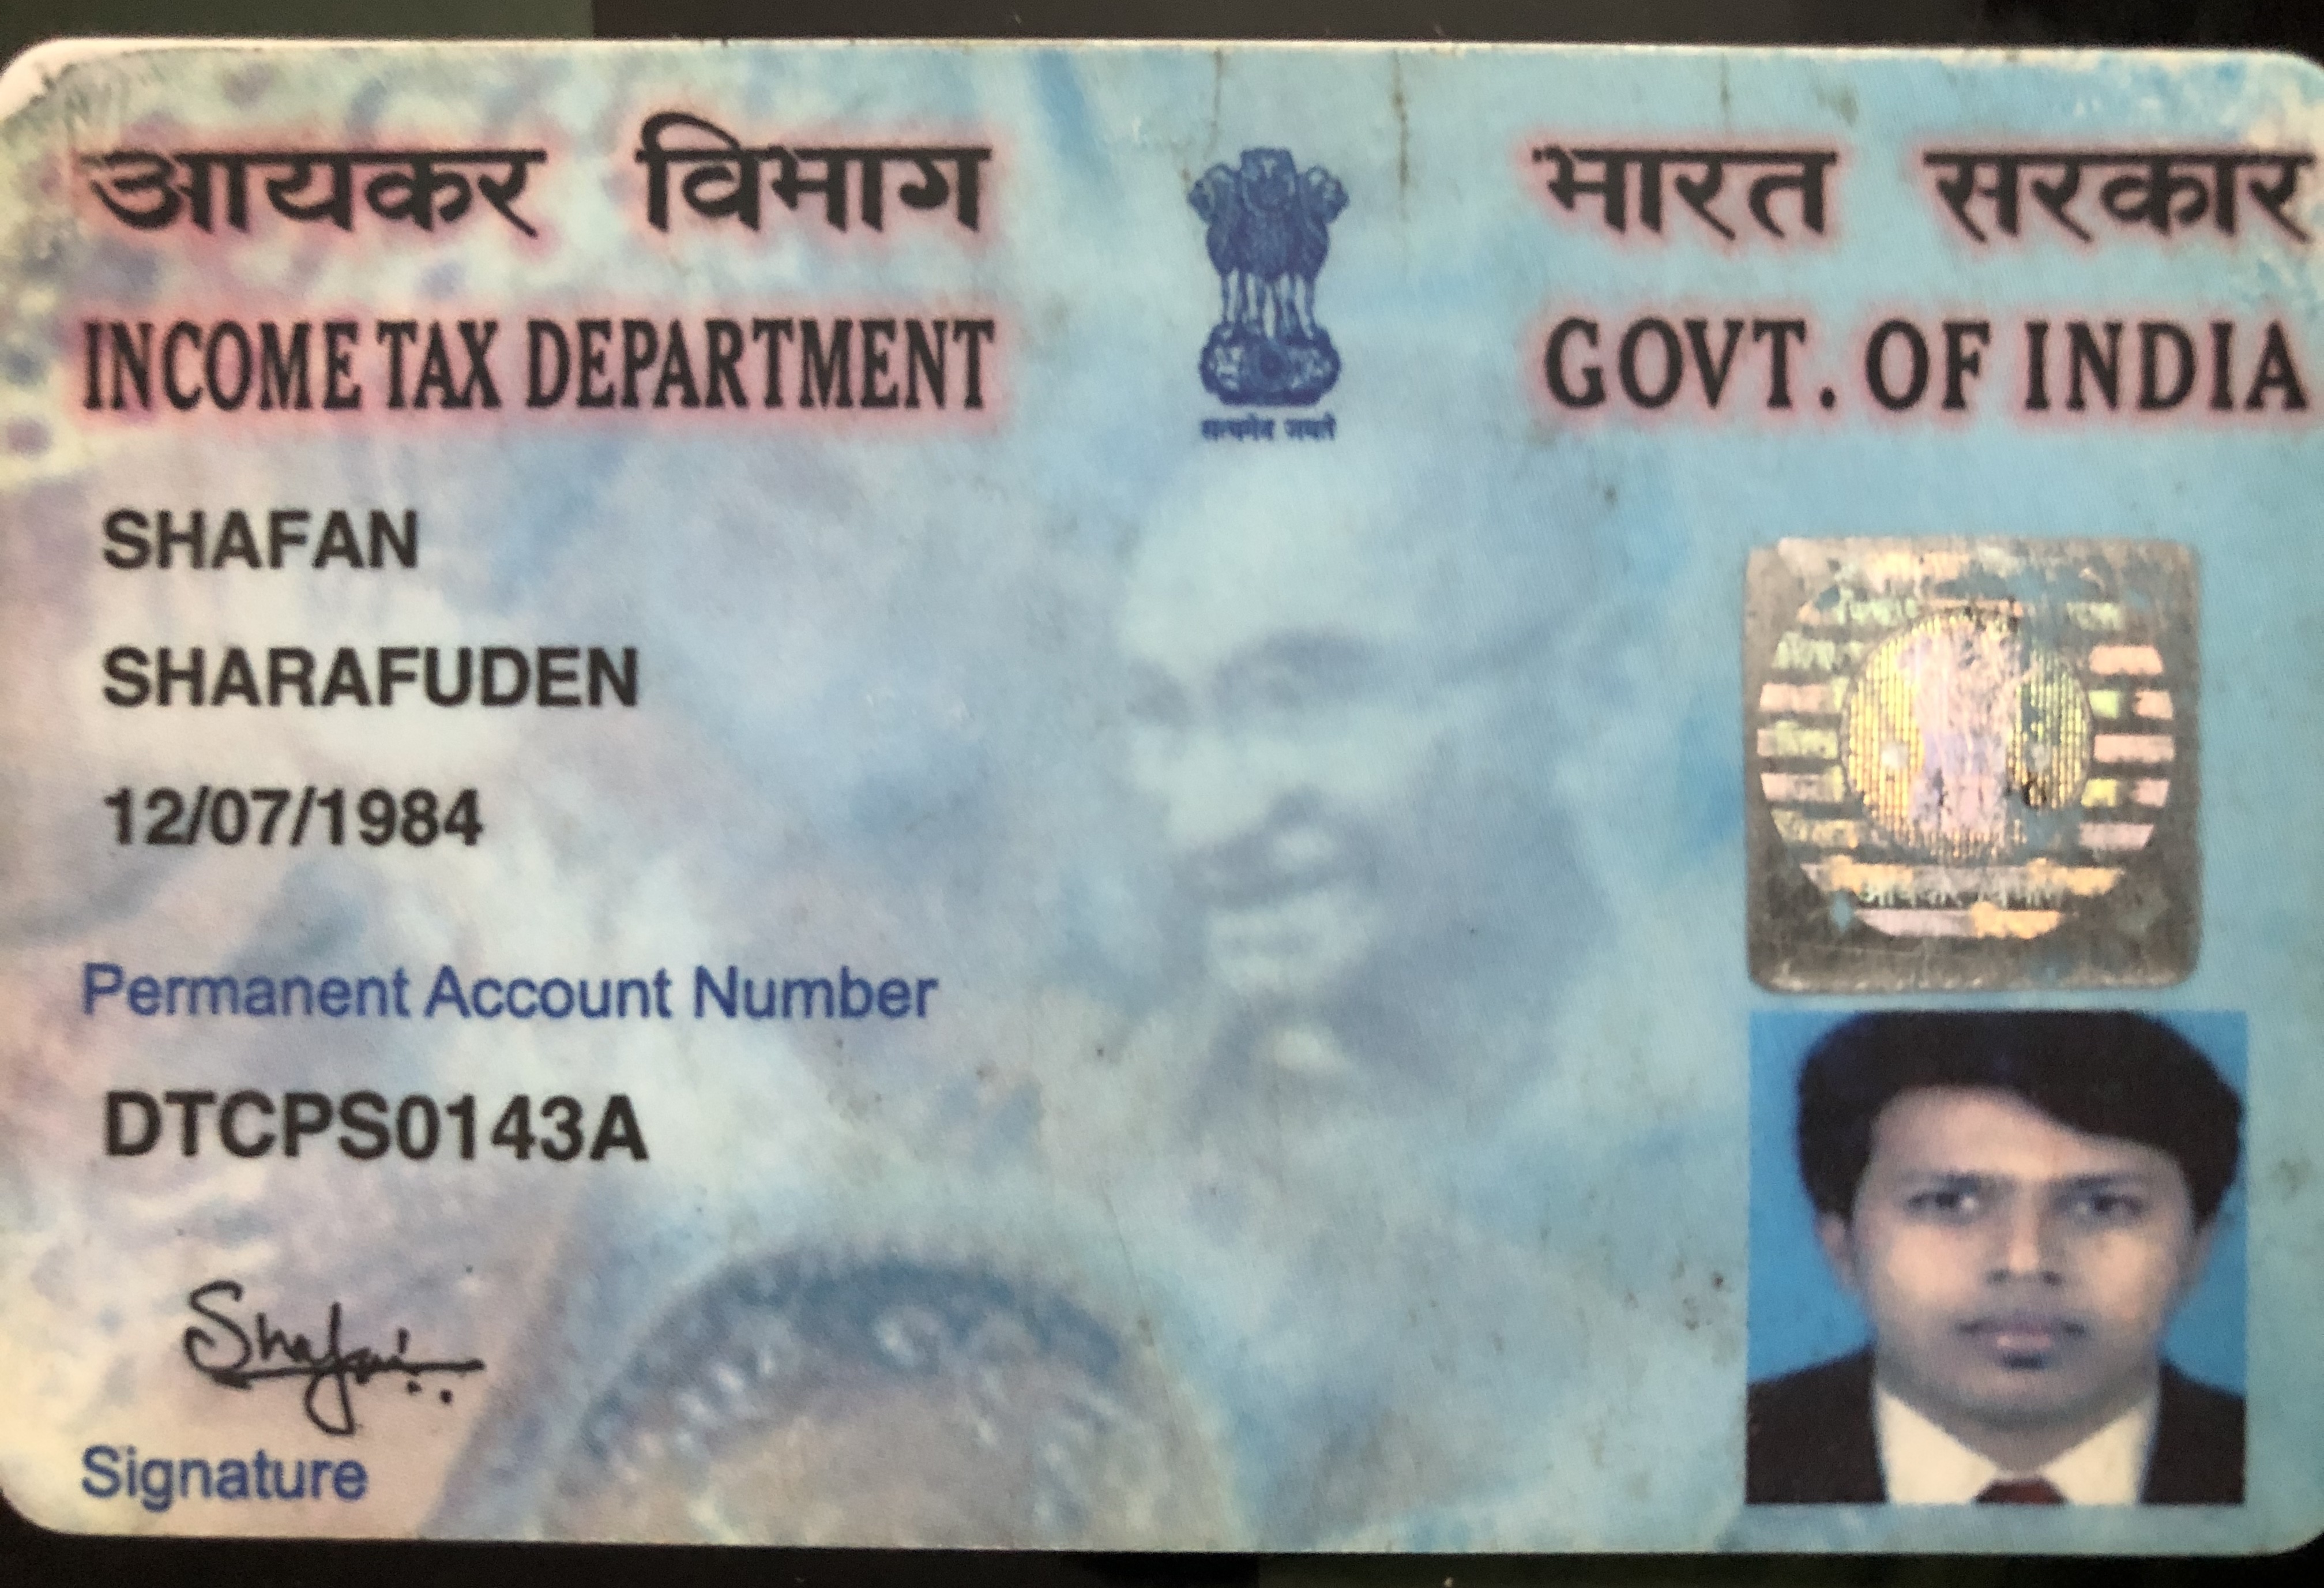 आयकर विभाग
INCOME TAX DEPARTMENT
भारत सरकार
GOVT. OF INDIA
सत्यमेव जयते
SHAFAN
SHARAFUDEN
12/07/1984
Permanent Account Number
DTCPS0143A
Shafan
Signature